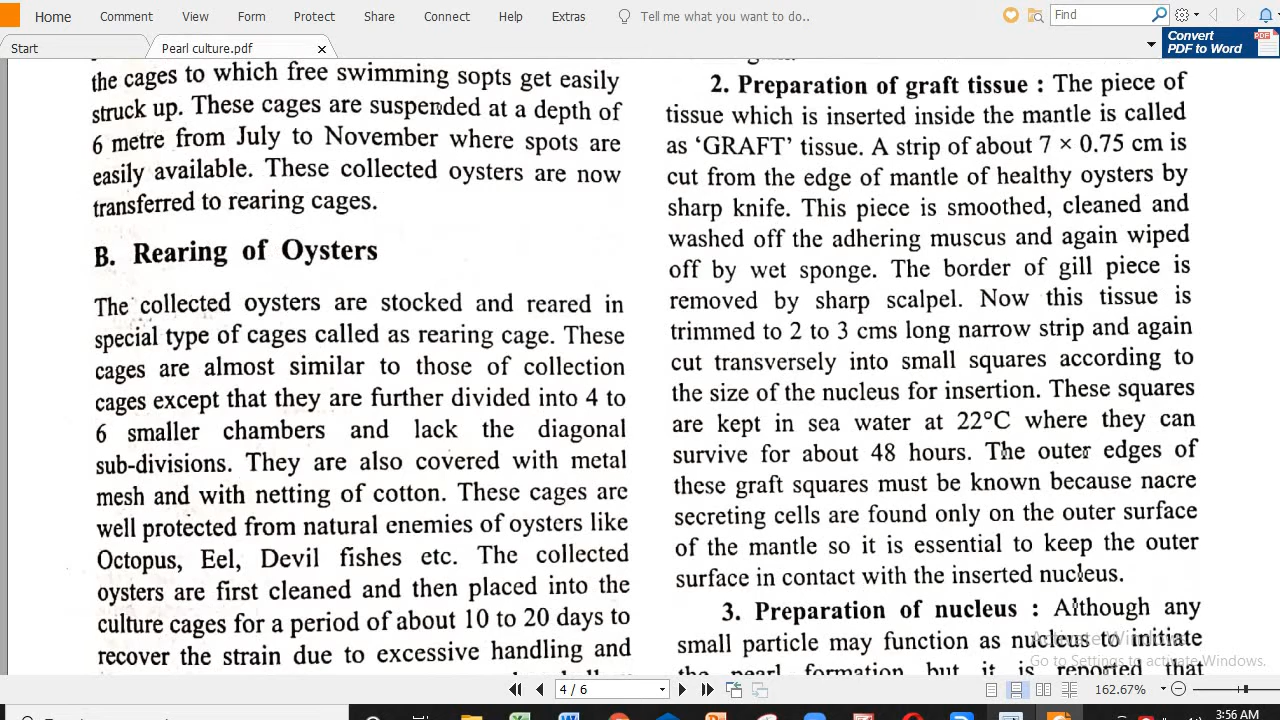 Home Comment View Form Protect Share Connect Help Extras Tell me what you want to do.. Find
Start Pearl culture.pdf x
Convert
PDF to Word
PDF
the cages to which free swimming sopts get easily
struck up. These cages are suspended at a depth of
6 metre from July to November where spots are
easily available. These collected oysters are now
transferred to rearing cages.
B. Rearing of Oysters
The collected oysters are stocked and reared in
special type of cages called as rearing cage. These
cages are almost similar to those of collection
cages except that they are further divided into 4 to
6 smaller chambers and lack the diagonal
sub-divisions. They are also covered with metal
mesh and with netting of cotton. These cages are
well protected from natural enemies of oysters like
Octopus, Eel, Devil fishes etc. The collected
oysters are first cleaned and then placed into the
culture cages for a period of about 10 to 20 days to
recover the strain due to excessive handling and
2. Preparation of graft tissue : The piece of
tissue which is inserted inside the mantle is called
as ‘GRAFT’ tissue. A strip of about 7 × 0.75 cm is
cut from the edge of mantle of healthy oysters by
sharp knife. This piece is smoothed, cleaned and
washed off the adhering muscus and again wiped
off by wet sponge. The border of gill piece is
removed by sharp scalpel. Now this tissue is
trimmed to 2 to 3 cms long narrow strip and again
cut transversely into small squares according to
the size of the nucleus for insertion. These squares
are kept in sea water at 22°C where they can
survive for about 48 hours. The outer edges of
these graft squares must be known because nacre
secreting cells are found only on the outer surface
of the mantle so it is essential to keep the outer
surface in contact with the inserted nucleus.
3. Preparation of nucleus : Although any
small particle may function as nucleus to initiate
the pearl formation but it is reported that
Activate Windows
Go to Settings to activate Windows.
4 / 6 162.67%
3:56 AM